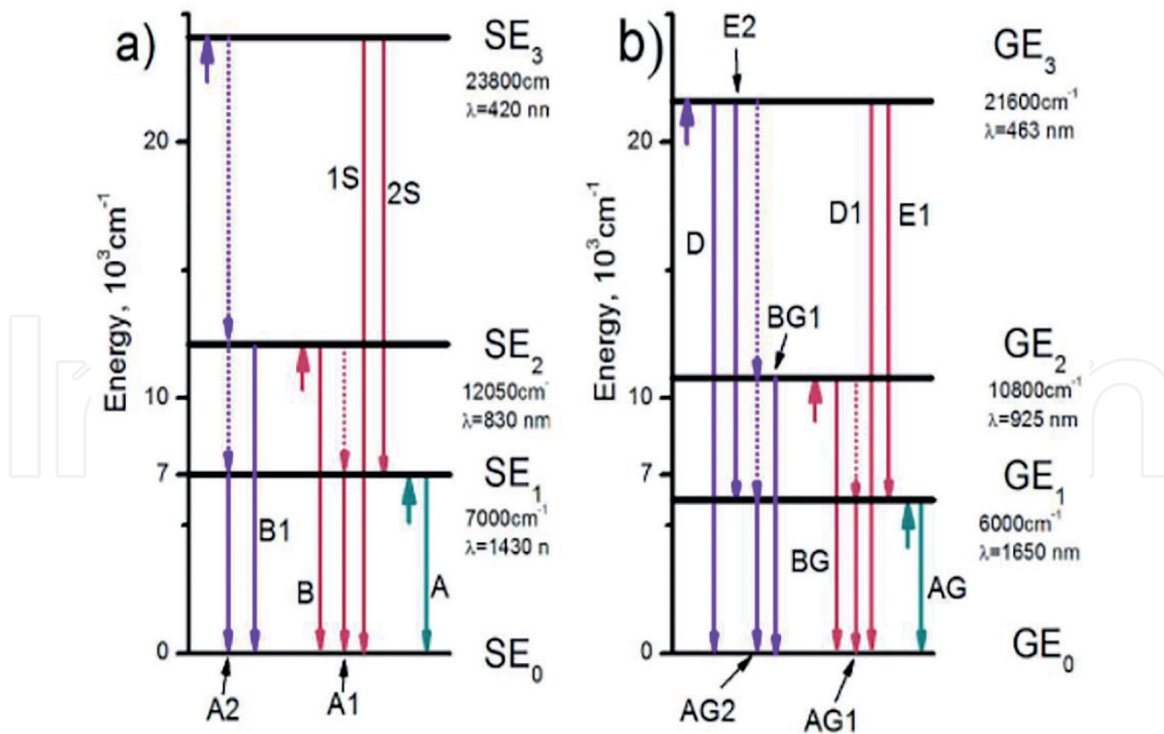 a)
SE₃
23800cm
λ=420 nm
20
Energy, 10³cm⁻¹
1S
2S
SE₂
12050cm⁻¹
λ=830 nm
10
7
SE₁
7000cm⁻¹
λ=1430 n
B1
B
A
0
SE₀
A2
A1
b)
E2
GE₃
21600cm⁻¹
λ=463 nm
20
Energy, 10³cm⁻¹
D
D1
E1
BG1
GE₂
10800cm⁻¹
λ=925 nm
10
7
GE₁
6000cm⁻¹
λ=1650 nm
BG
AG
0
GE₀
AG2
AG1